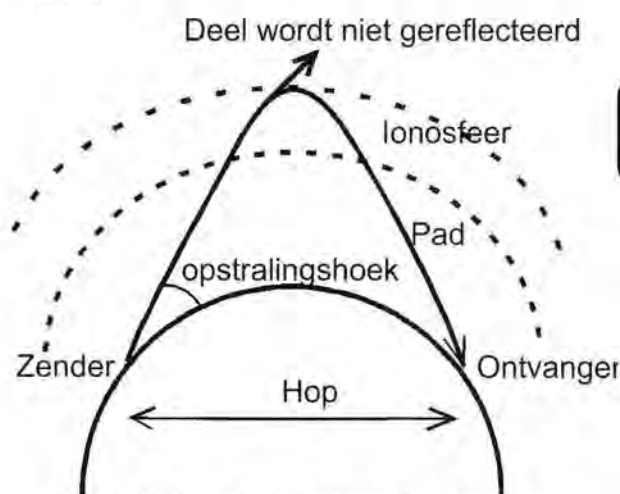 Deel wordt niet gereflecteerd
Ionosfeer
Pad
opstralingshoek
Zender
Ontvanger
Hop